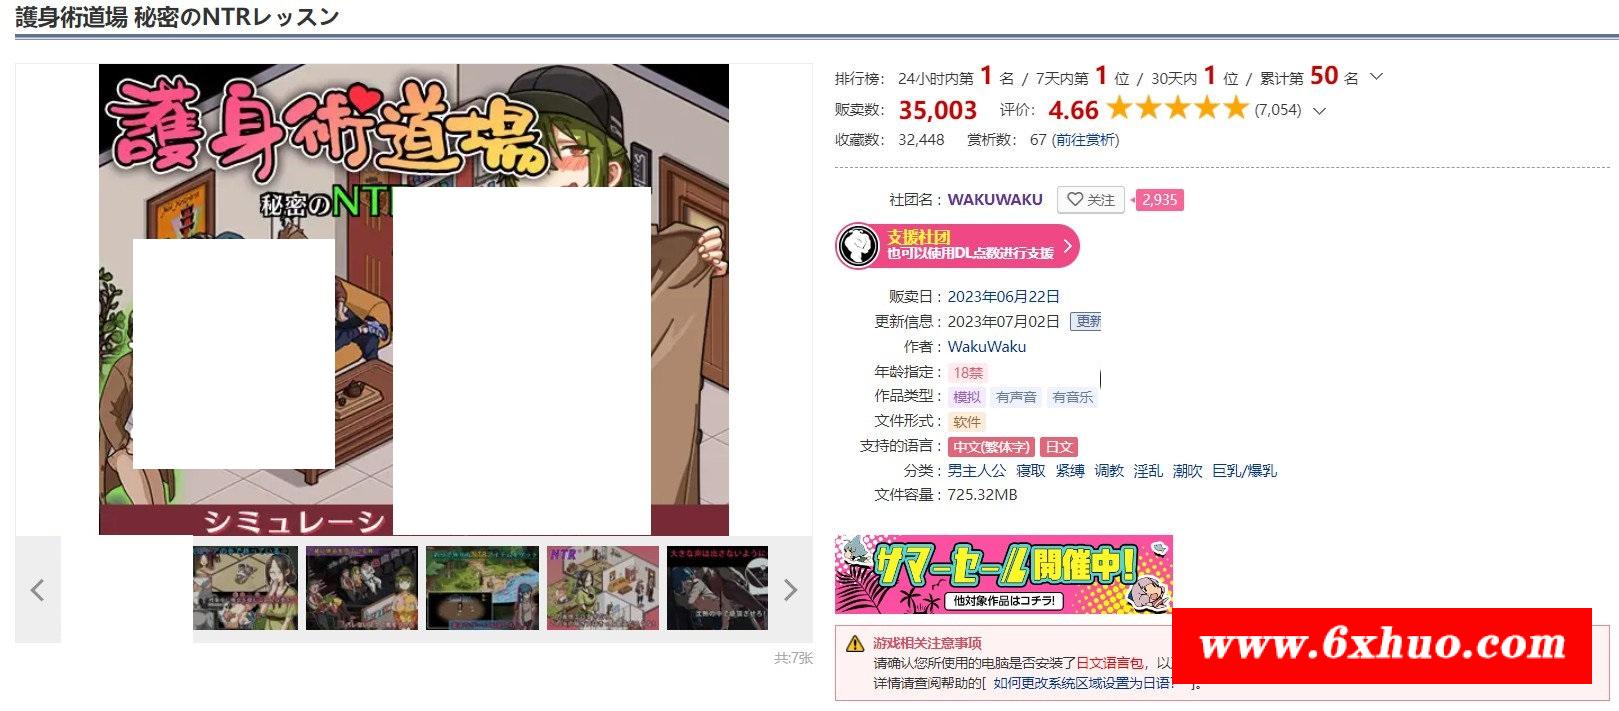 護身術道場 秘密のNTRレッスン
護身術道場
秘密のNT
シミュレーシ
NTR
大きな声は出さないように
共:7张
排行榜： 24小时内第 1 名 / 7天内第 1 位 / 30天内 1 位 / 累计第 50 名
贩卖数： 35,003 评价： 4.66 ★★★★★ (7,054)
收藏数： 32,448 赏析数： 67 (前往赏析)
社团名 : WAKUWAKU 关注 2,935
支援社团
也可以使用DL点数进行支援
贩卖日 : 2023年06月22日
更新信息 : 2023年07月02日 更新
作者 : WakuWaku
年龄指定 : 18禁
作品类型 : 模拟 有声音 有音乐
文件形式 : 软件
支持的语言 : 中文(繁体字) 日文
分类 : 男主人公 寝取 紧缚 调教 淫乱 潮吹 巨乳/爆乳
文件容量 : 725.32MB
サマーセール開催中!
他対象作品はコチラ!
游戏相关注意事项
请确认您所使用的电脑是否安装了日文语言包，以
详情请查阅帮助的[ 如何更改系统区域设置为日语? ]。
www.6xhuo.com